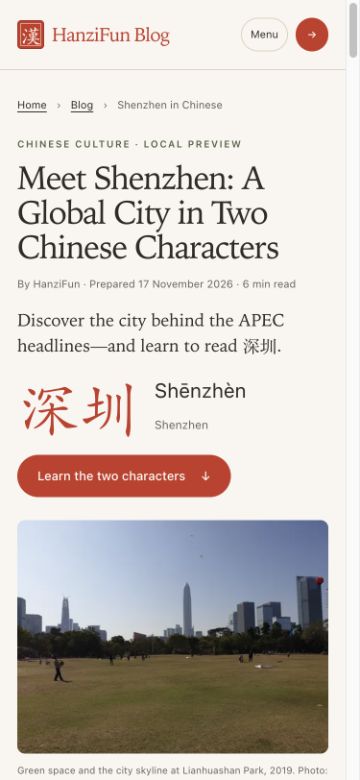 漢 HanziFun Blog Menu →
Home › Blog › Shenzhen in Chinese
CHINESE CULTURE · LOCAL PREVIEW
Meet Shenzhen: A
Global City in Two
Chinese Characters
By HanziFun · Prepared 17 November 2026 · 6 min read
Discover the city behind the APEC
headlines—and learn to read 深圳.
深圳 Shēnzhèn
Shenzhen
Learn the two characters ↓
Green space and the city skyline at Lianhuashan Park, 2019. Photo: